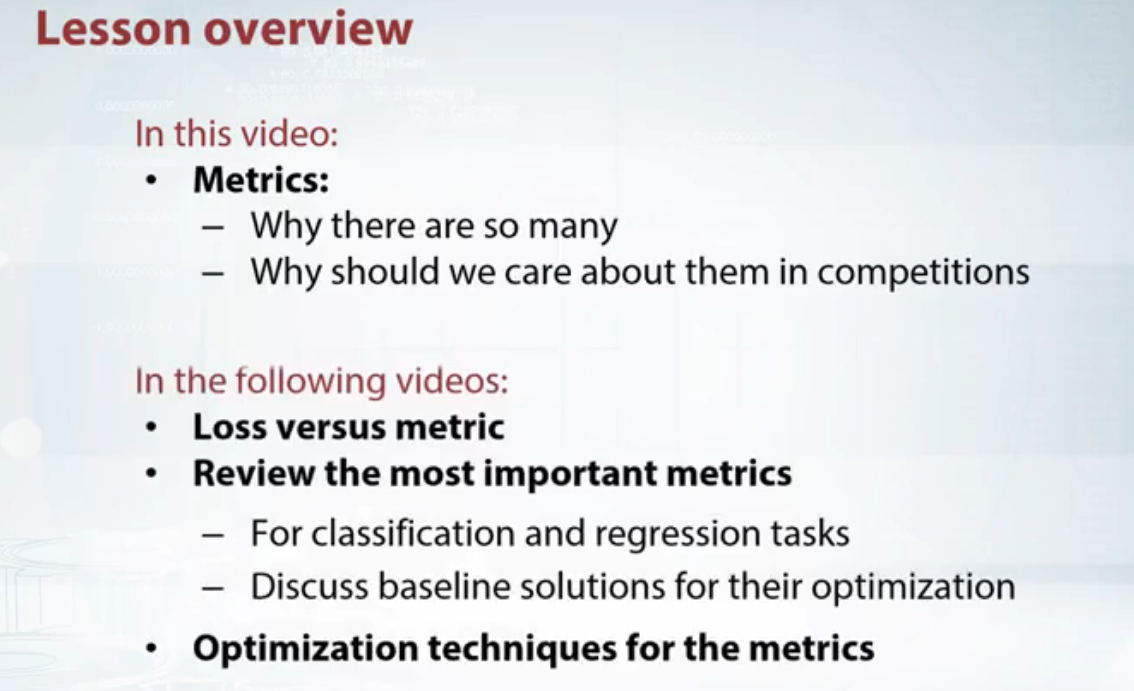 Lesson overview
In this video:
• Metrics:
– Why there are so many
– Why should we care about them in competitions
In the following videos:
• Loss versus metric
• Review the most important metrics
– For classification and regression tasks
– Discuss baseline solutions for their optimization
• Optimization techniques for the metrics